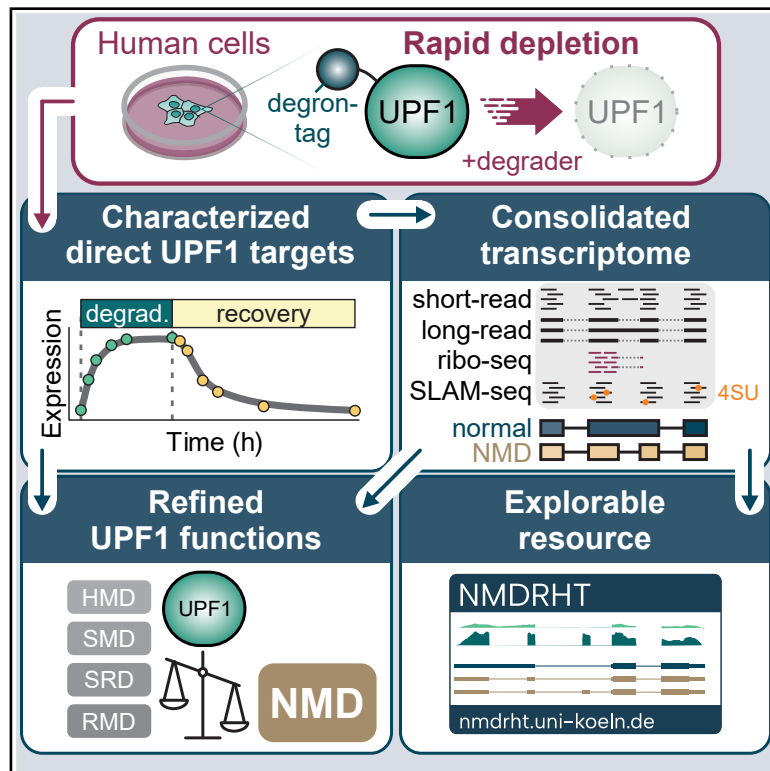 Human cells
Rapid depletion
degron-
tag
UPF1
UPF1
+degrader
Characterized
direct UPF1 targets
degrad.
recovery
Expression
Time (h)
Consolidated
transcriptome
short-read
long-read
ribo-seq
SLAM-seq
4SU
normal
NMD
Refined
UPF1 functions
HMD
SMD
SRD
RMD
UPF1
NMD
Explorable
resource
NMDRHT
nmdrht.uni-koeln.de